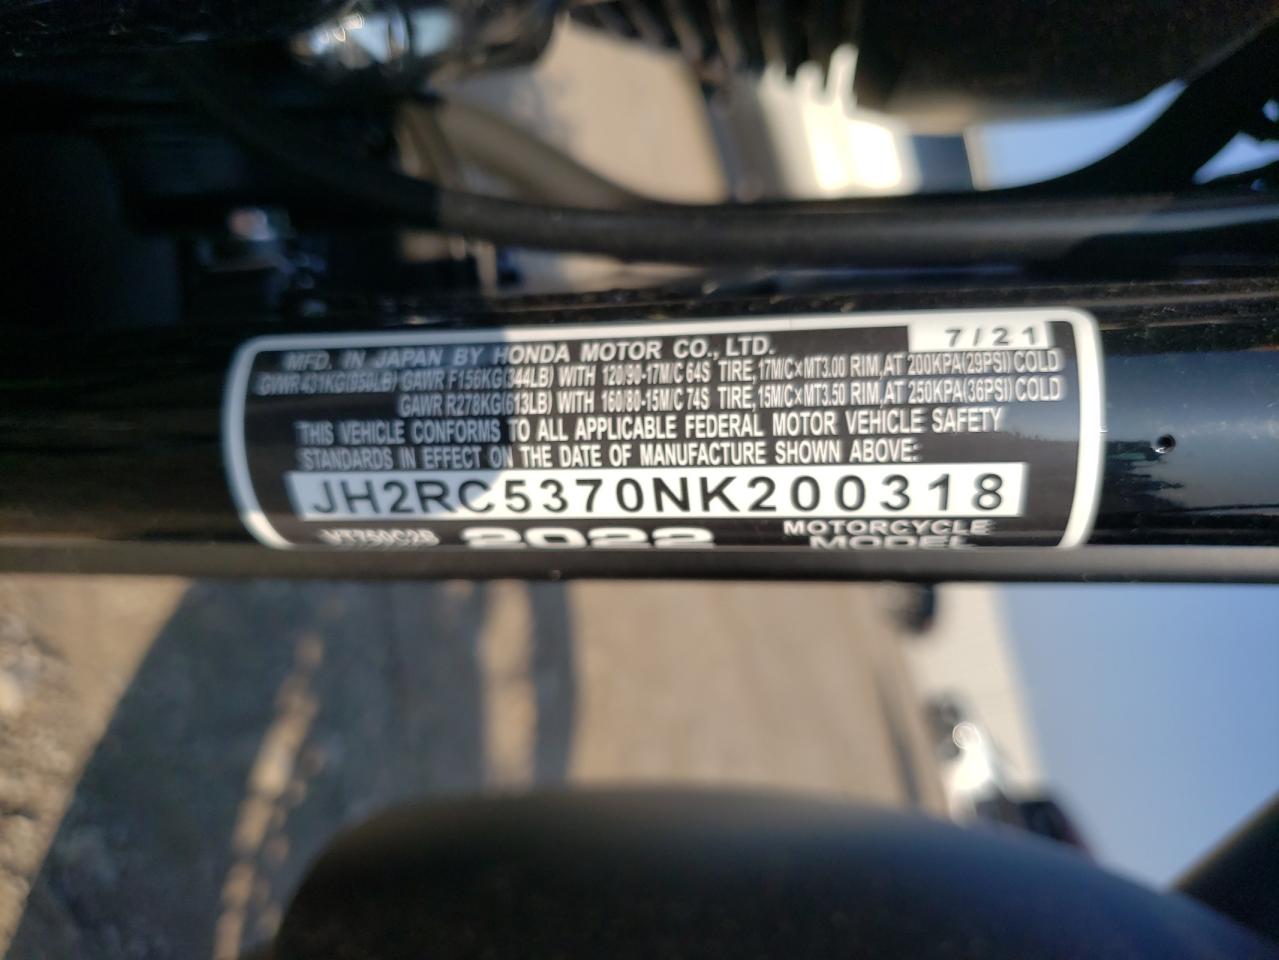 7/21
MFD. IN JAPAN BY HONDA MOTOR CO., LTD.
GVWR 431KG(950LB) GAWR F156KG(344LB) WITH 120/90-17M/C 64S TIRE, 17M/C×MT3.00 RIM, AT 200KPA(29PSI) COLD
GAWR R278KG(613LB) WITH 160/80-15M/C 74S TIRE, 15M/C×MT3.50 RIM, AT 250KPA(36PSI) COLD
THIS VEHICLE CONFORMS TO ALL APPLICABLE FEDERAL MOTOR VEHICLE SAFETY
STANDARDS IN EFFECT ON THE DATE OF MANUFACTURE SHOWN ABOVE:
JH2RC5370NK200318
VT750C2B 2022 MOTORCYCLE
MODEL